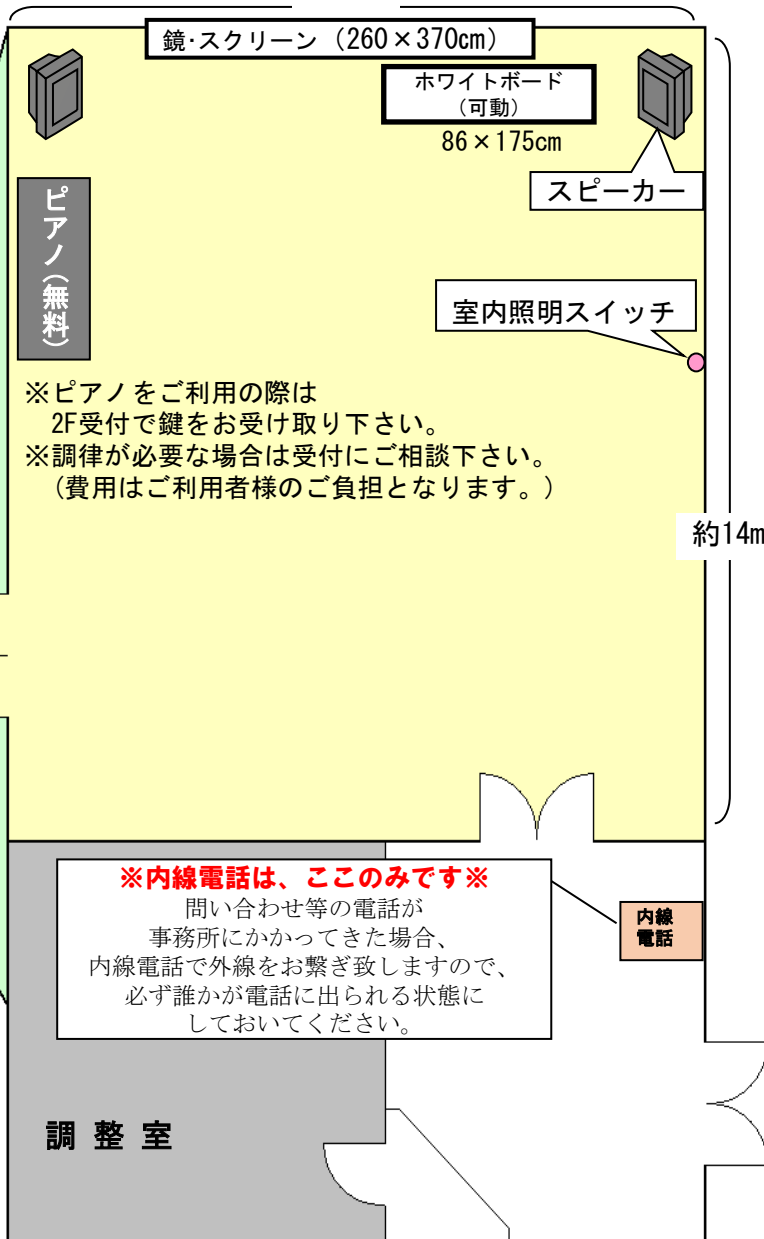 鏡・スクリーン（260×370cm）
ホワイトボード
（可動）
86×175cm
スピーカー
ピアノ（無料）
室内照明スイッチ
※ピアノをご利用の際は
2F受付で鍵をお受け取り下さい。
※調律が必要な場合は受付にご相談下さい。
（費用はご利用者様のご負担となります。）
約14m
※内線電話は、ここのみです※
問い合わせ等の電話が
事務所にかかってきた場合、
内線電話で外線をお繋ぎ致しますので、
必ず誰かが電話に出られる状態に
しておいてください。
内線
電話
調整室